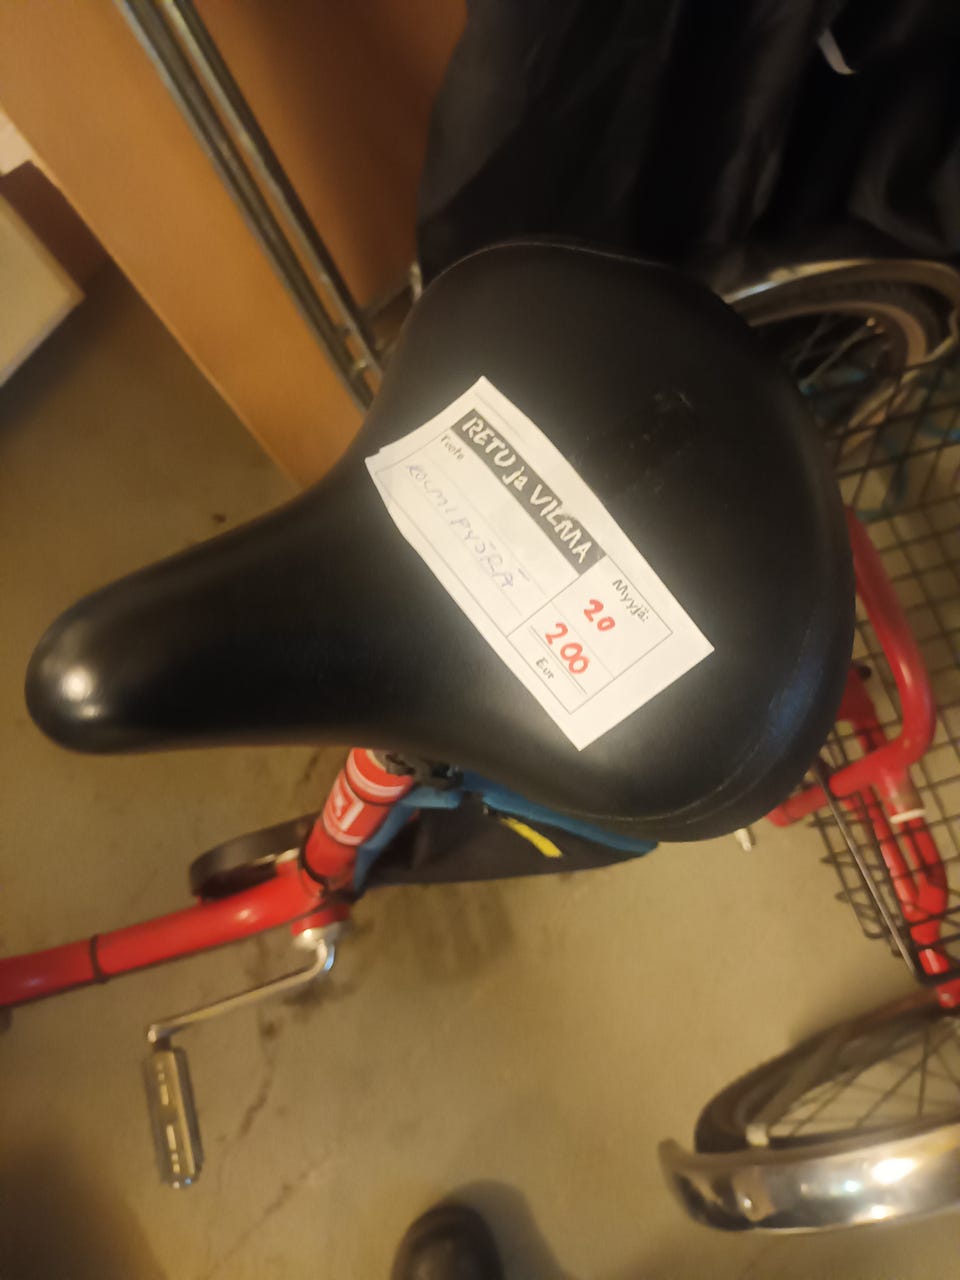 RETU ja VILMA
Tuote
KOLMIPYÖRÄ
Myyjä:
20
200
Eur